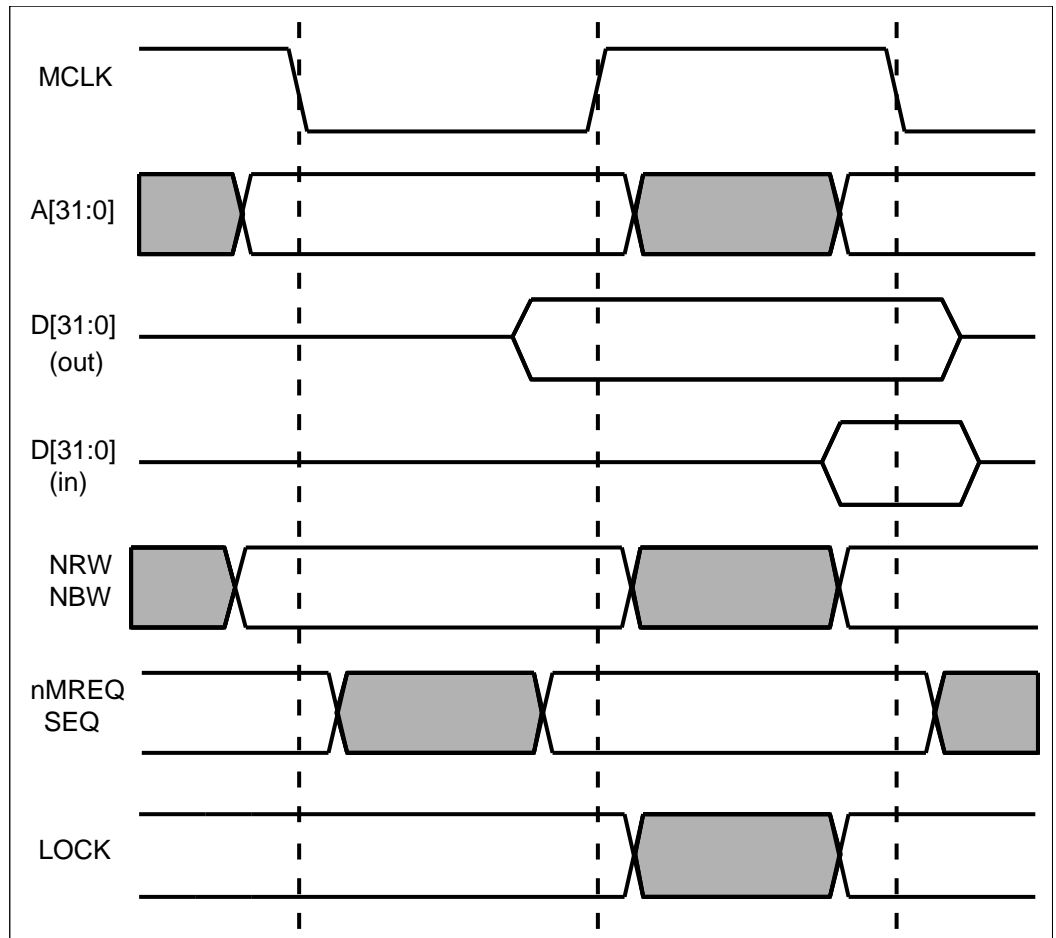 MCLK
A[31:0]
D[31:0]
(out)
D[31:0]
(in)
NRW
NBW
nMREQ
SEQ
LOCK